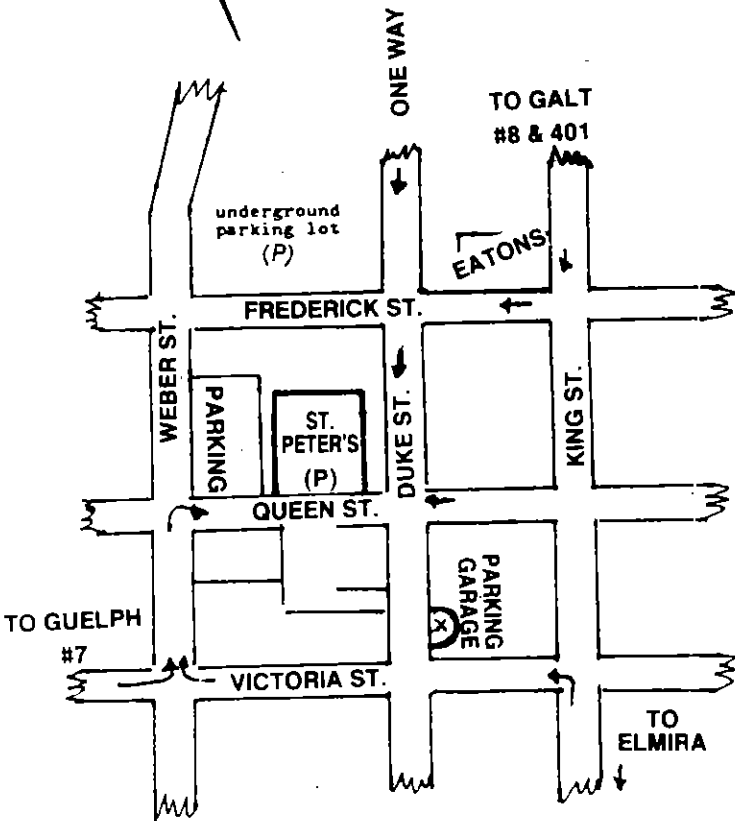 ONE WAY
TO GALT
#8 & 401
underground
parking lot
(P)
EATONS
FREDERICK ST.
WEBER ST.
PARKING
ST.
PETER'S
(P)
DUKE ST.
KING ST.
QUEEN ST.
PARKING
GARAGE
X
TO GUELPH
#7
VICTORIA ST.
TO
ELMIRA